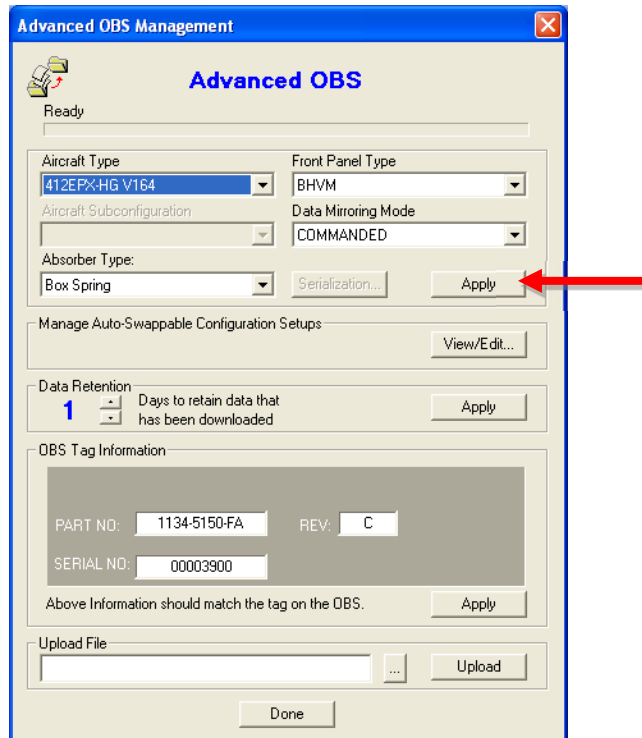 Advanced OBS Management
Advanced OBS
Ready
Aircraft Type
Front Panel Type
412EPX-HG V164
BHVM
Aircraft Subconfiguration
Data Mirroring Mode
COMMANDED
Absorber Type:
Box Spring
Serialization...
Apply
Manage Auto-Swappable Configuration Setups
View/Edit...
Data Retention
1
Days to retain data that
has been downloaded
Apply
OBS Tag Information
PART NO: 1134-5150-FA REV: C
SERIAL NO: 00003900
Above Information should match the tag on the OBS.
Apply
Upload File
...
Upload
Done